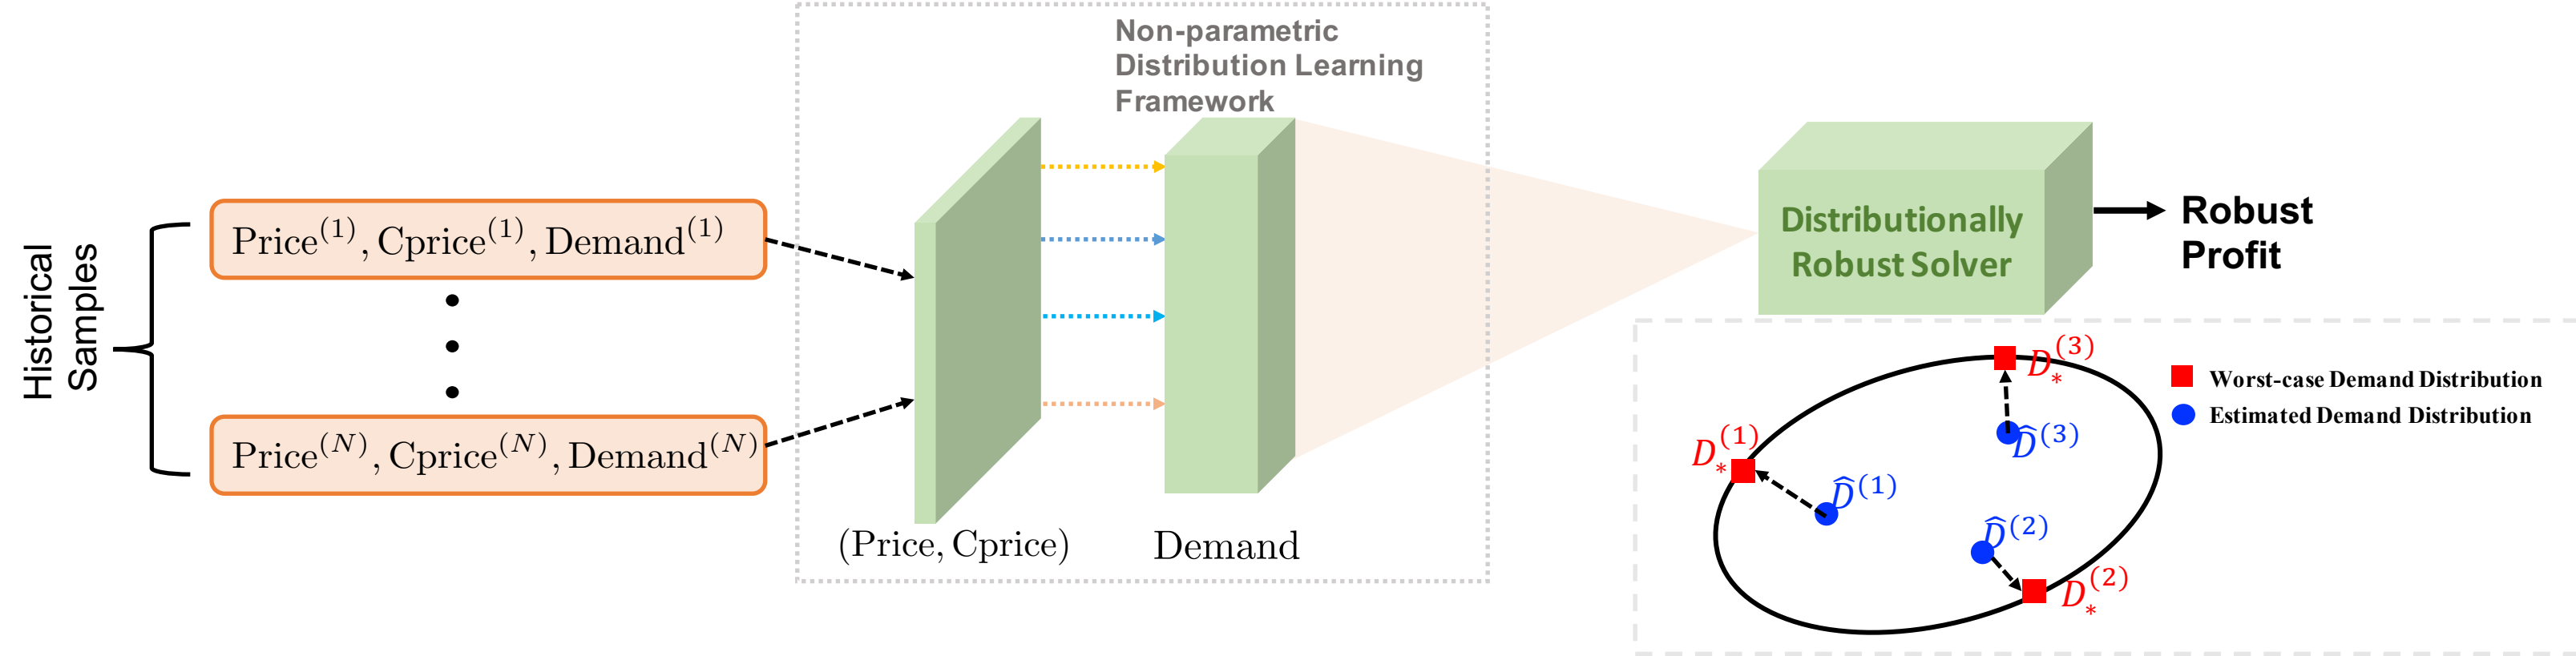 Historical
Samples
Price^{(1)}, Cprice^{(1)}, Demand^{(1)}
Price^{(N)}, Cprice^{(N)}, Demand^{(N)}
Non-parametric
Distribution Learning
Framework
(Price, Cprice)
Demand
Distributionally
Robust Solver
Robust
Profit
D_*^{(3)}
D̂^{(3)}
D_*^{(1)}
D̂^{(1)}
D̂^{(2)}
D_*^{(2)}
Worst-case Demand Distribution
Estimated Demand Distribution